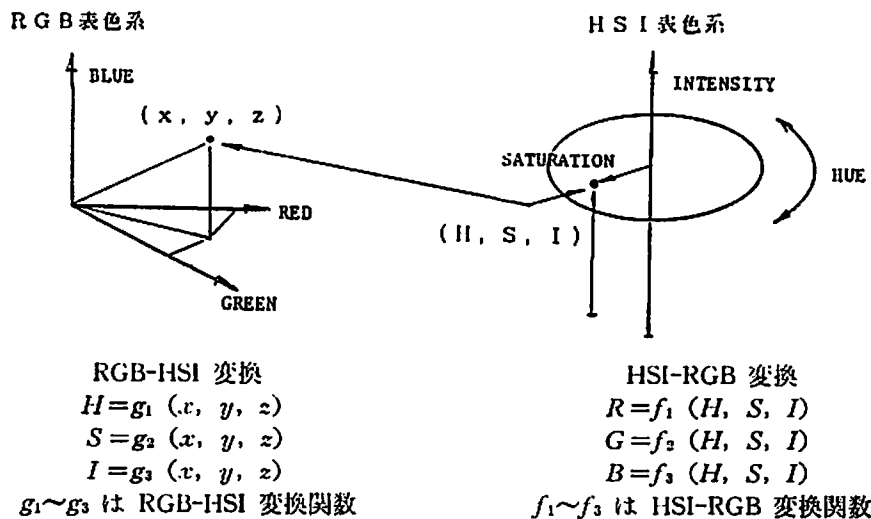 RGB表色系
BLUE
(x, y, z)
RED
GREEN
RGB-HSI 変換
H=g₁ (x, y, z)
S=g₂ (x, y, z)
I=g₃ (x, y, z)
g₁~g₃ は RGB-HSI 変換関数
HSI表色系
INTENSITY
SATURATION
HUE
(H, S, I)
HSI-RGB 変換
R=f₁ (H, S, I)
G=f₂ (H, S, I)
B=f₃ (H, S, I)
f₁~f₃ は HSI-RGB 変換関数